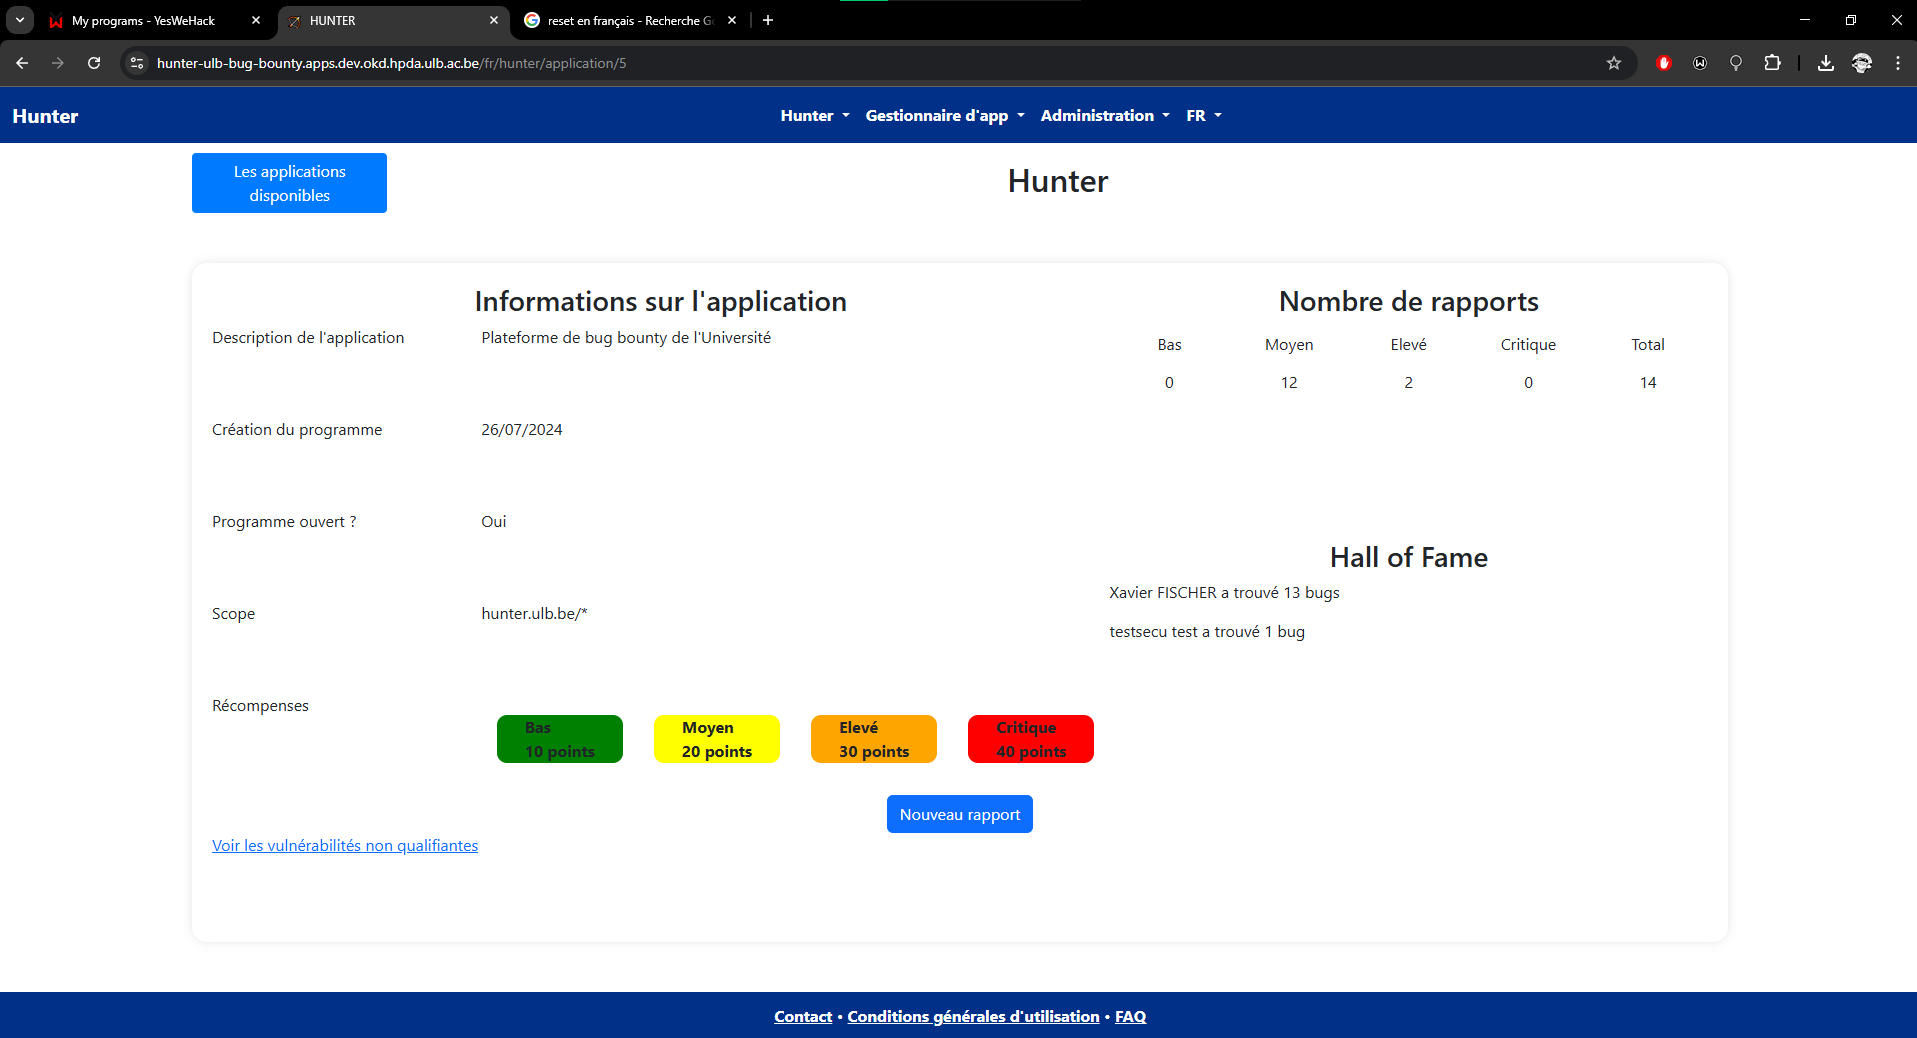 My programs - YesWeHack
HUNTER
reset en français - Recherche G
hunter-ulb-bug-bounty.apps.dev.okd.hpda.ulb.ac.be/fr/hunter/application/5
Hunter
Hunter
Gestionnaire d'app
Administration
FR
Les applications
disponibles
Hunter
Informations sur l'application
Description de l'application
Plateforme de bug bounty de l'Université
Création du programme
26/07/2024
Programme ouvert ?
Oui
Scope
hunter.ulb.be/*
Récompenses
Bas
10 points
Moyen
20 points
Elevé
30 points
Critique
40 points
Nombre de rapports
Bas Moyen Elevé Critique Total
0 12 2 0 14
Hall of Fame
Xavier FISCHER a trouvé 13 bugs
testsecu test a trouvé 1 bug
Nouveau rapport
Voir les vulnérabilités non qualifiantes
Contact • Conditions générales d'utilisation • FAQ